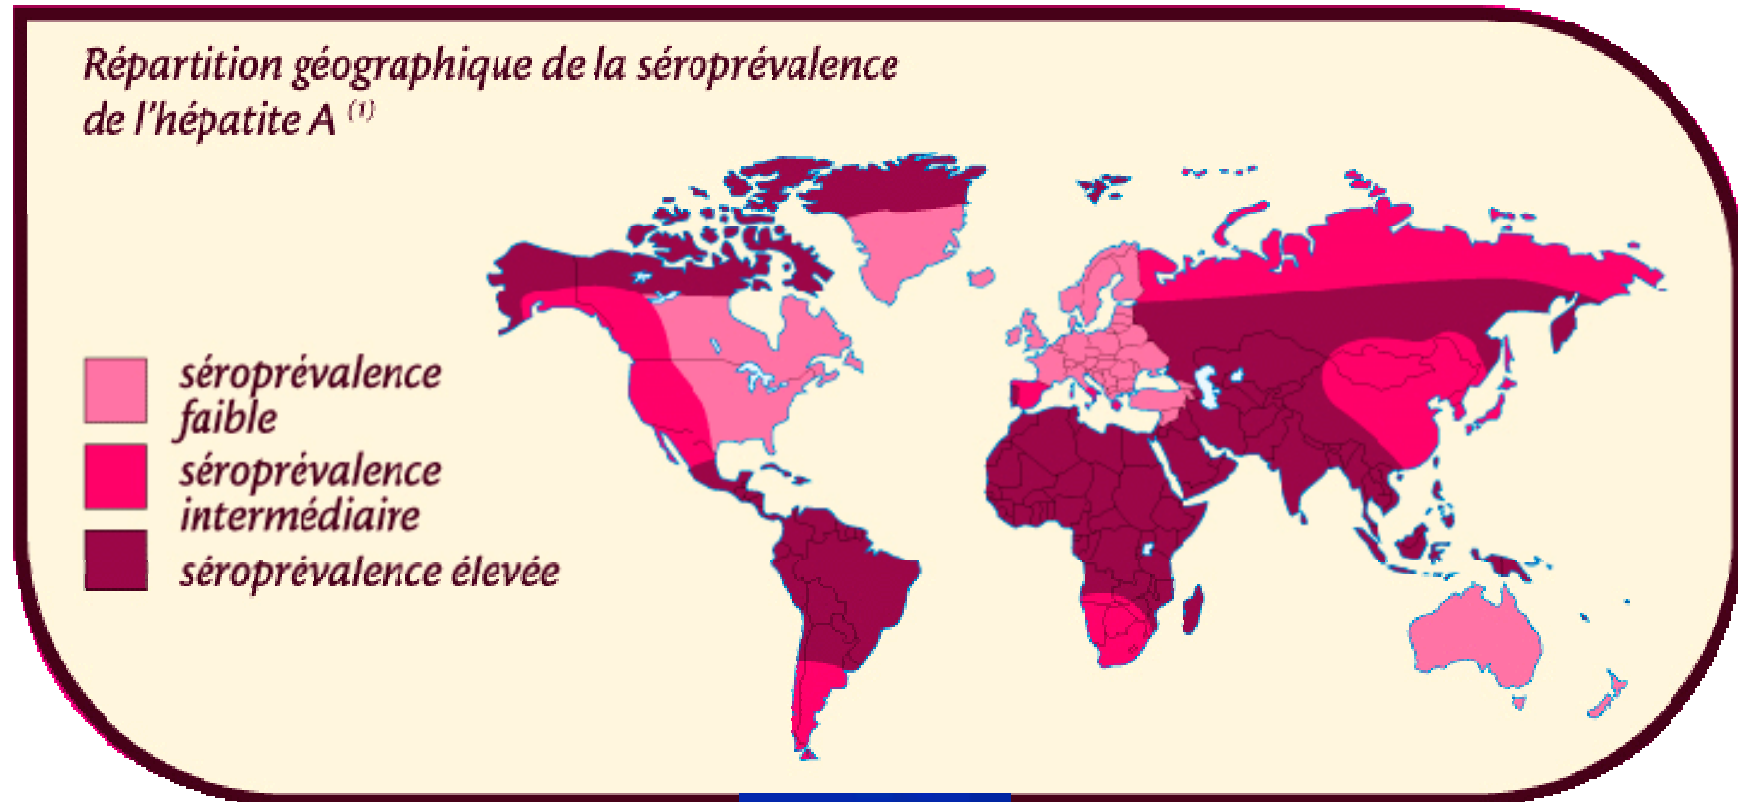 Répartition géographique de la séroprévalence
de l'hépatite A (1)
séroprévalence
faible
séroprévalence
intermédiaire
séroprévalence élevée